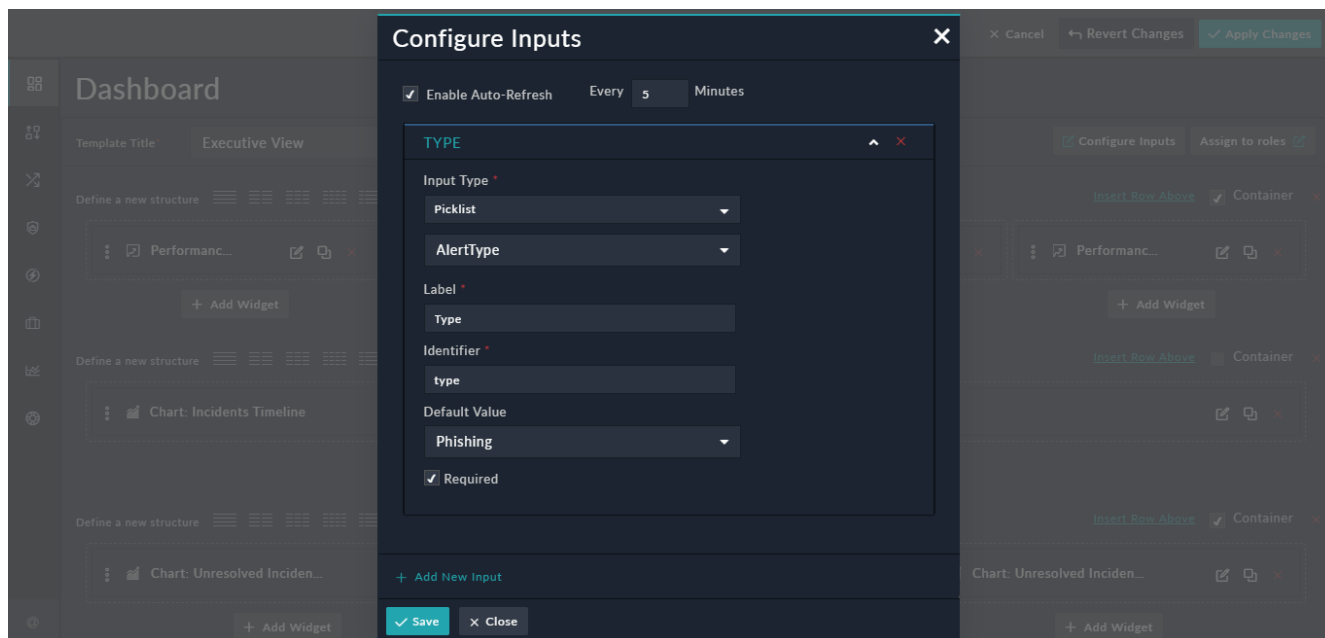 Configure Inputs
Cancel Revert Changes Apply Changes
Dashboard
Enable Auto-Refresh Every 5 Minutes
Template Title* Executive View
Configure Inputs Assign to roles
TYPE
Input Type *
Picklist
AlertType
Label *
Type
Identifier *
type
Default Value
Phishing
Required
Define a new structure Insert Row Above Container
Performanc... Performanc...
+ Add Widget + Add Widget
Define a new structure Insert Row Above Container
Chart: Incidents Timeline
Define a new structure Insert Row Above Container
Chart: Unresolved Inciden... Chart: Unresolved Inciden...
+ Add Widget + Add Widget
+ Add New Input
Save Close